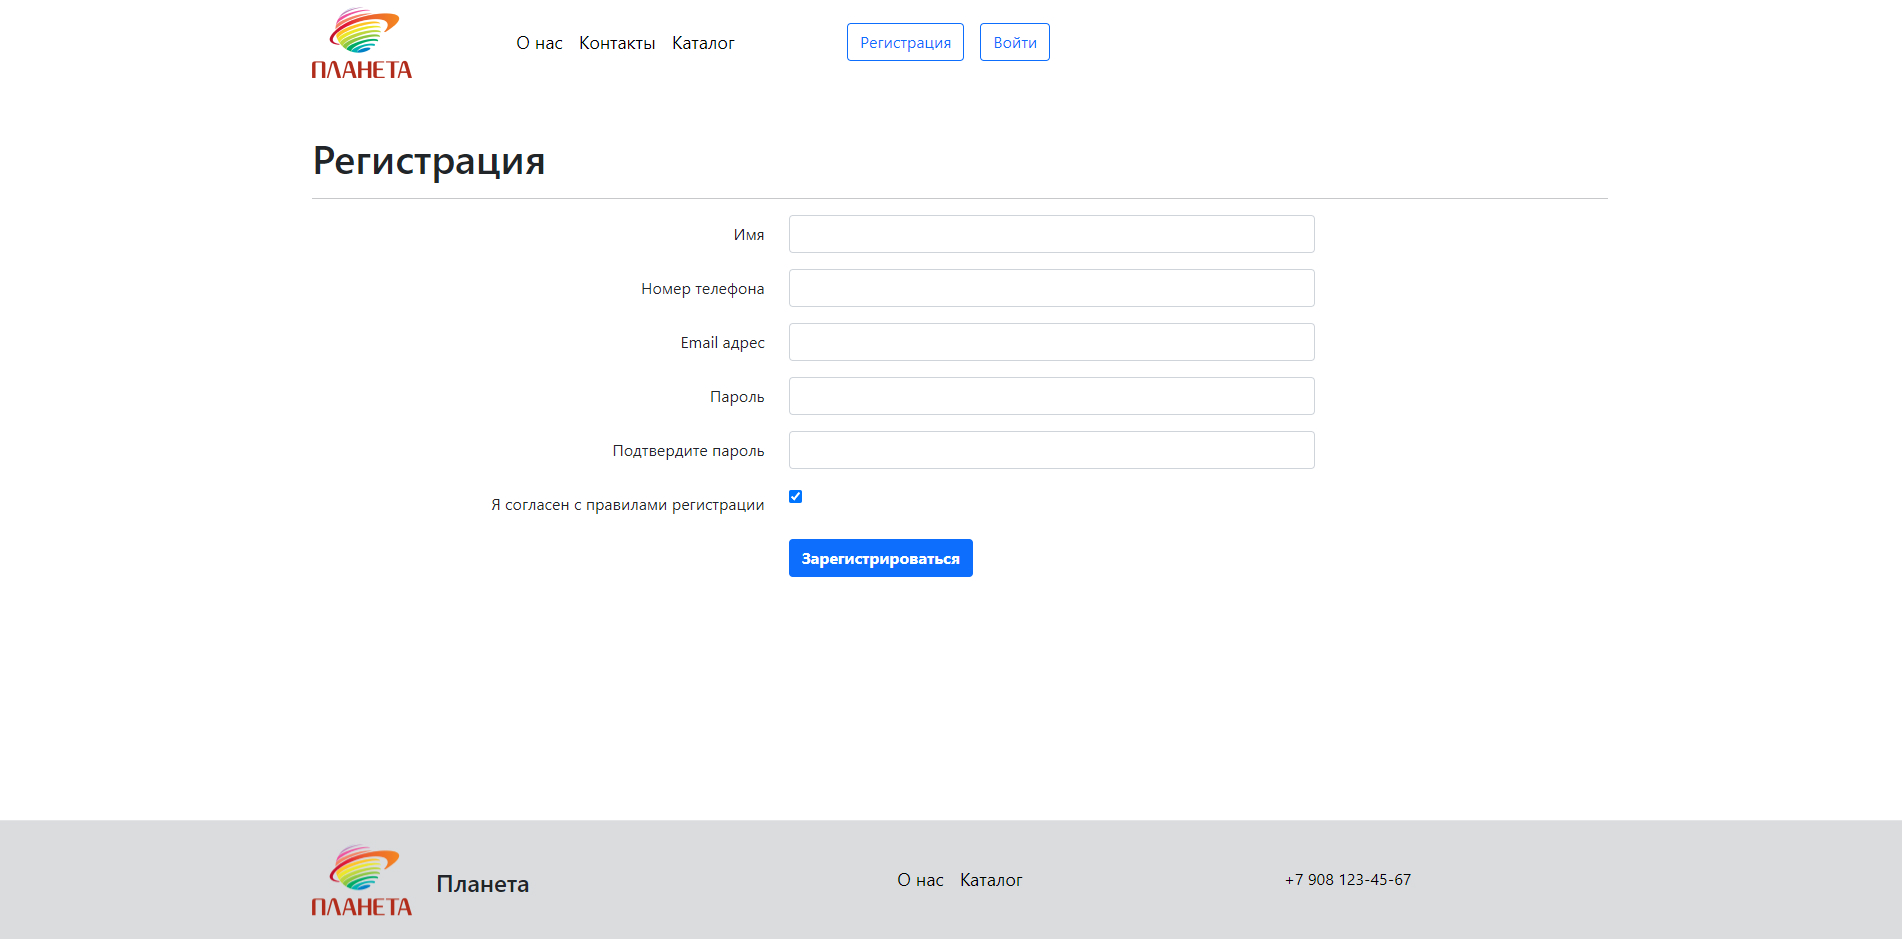 ПЛАНЕТА
О нас Контакты Каталог Регистрация Войти
Регистрация
Имя
Номер телефона
Email адрес
Пароль
Подтвердите пароль
Я согласен с правилами регистрации
Зарегистрироваться
ПЛАНЕТА
Планета
О нас Каталог
+7 908 123-45-67